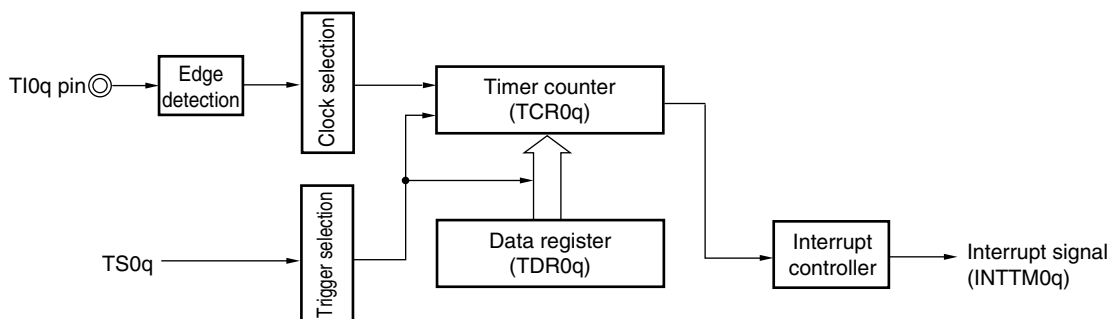 TI0q pin
Edge
detection
Clock selection
Timer counter
(TCR0q)
TS0q
Trigger selection
Data register
(TDR0q)
Interrupt
controller
Interrupt signal
(INTTM0q)